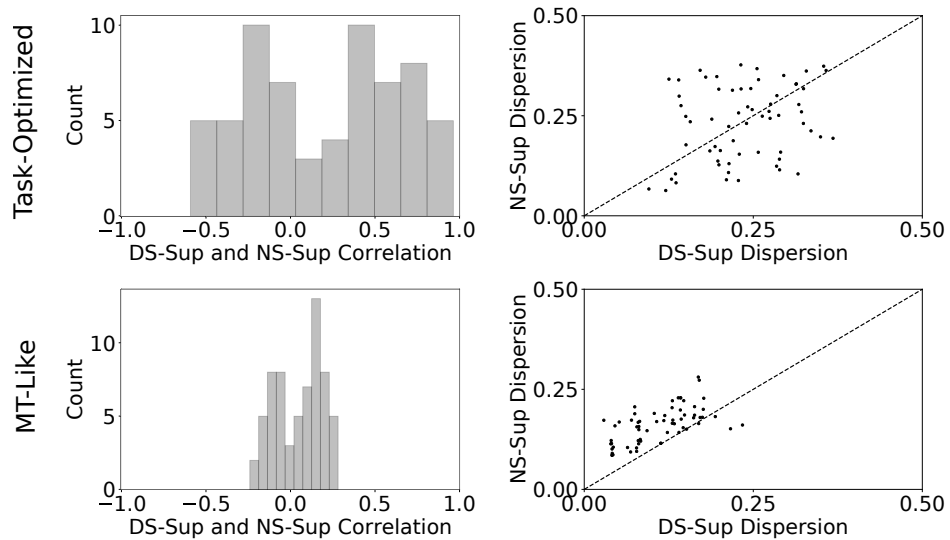 Task-Optimized
Count
10
5
0
−1.0 −0.5 0.0 0.5 1.0
DS-Sup and NS-Sup Correlation
NS-Sup Dispersion
0.50
0.25
0.00
0.00 0.25 0.50
DS-Sup Dispersion
MT-Like
Count
10
5
0
−1.0 −0.5 0.0 0.5 1.0
DS-Sup and NS-Sup Correlation
NS-Sup Dispersion
0.50
0.25
0.00
0.00 0.25 0.50
DS-Sup Dispersion